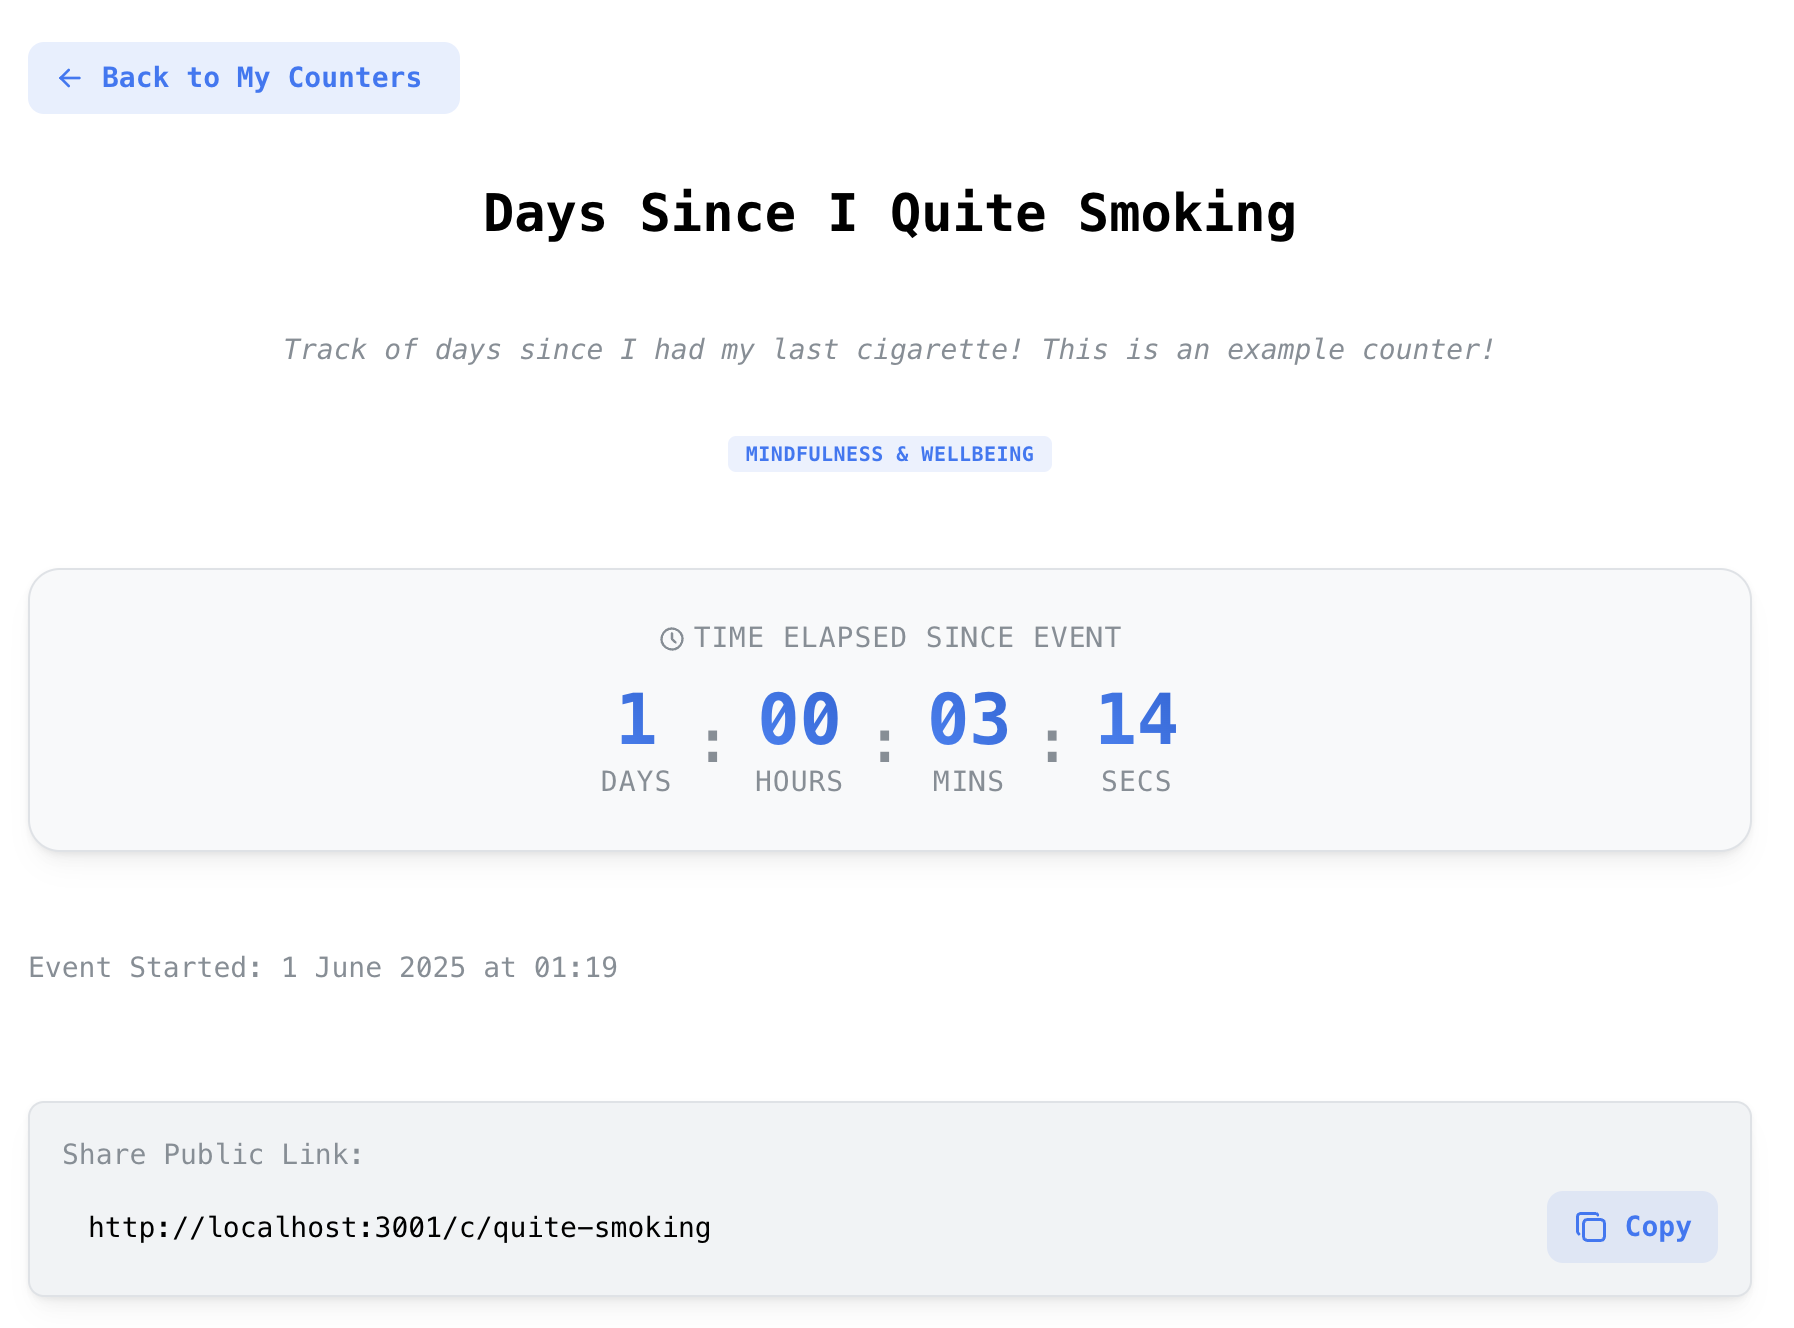 Back to My Counters
Days Since I Quite Smoking
Track of days since I had my last cigarette! This is an example counter!
MINDFULNESS & WELLBEING
TIME ELAPSED SINCE EVENT
1 : 00 : 03 : 14
DAYS HOURS MINS SECS
Event Started: 1 June 2025 at 01:19
Share Public Link:
http://localhost:3001/c/quite-smoking
Copy